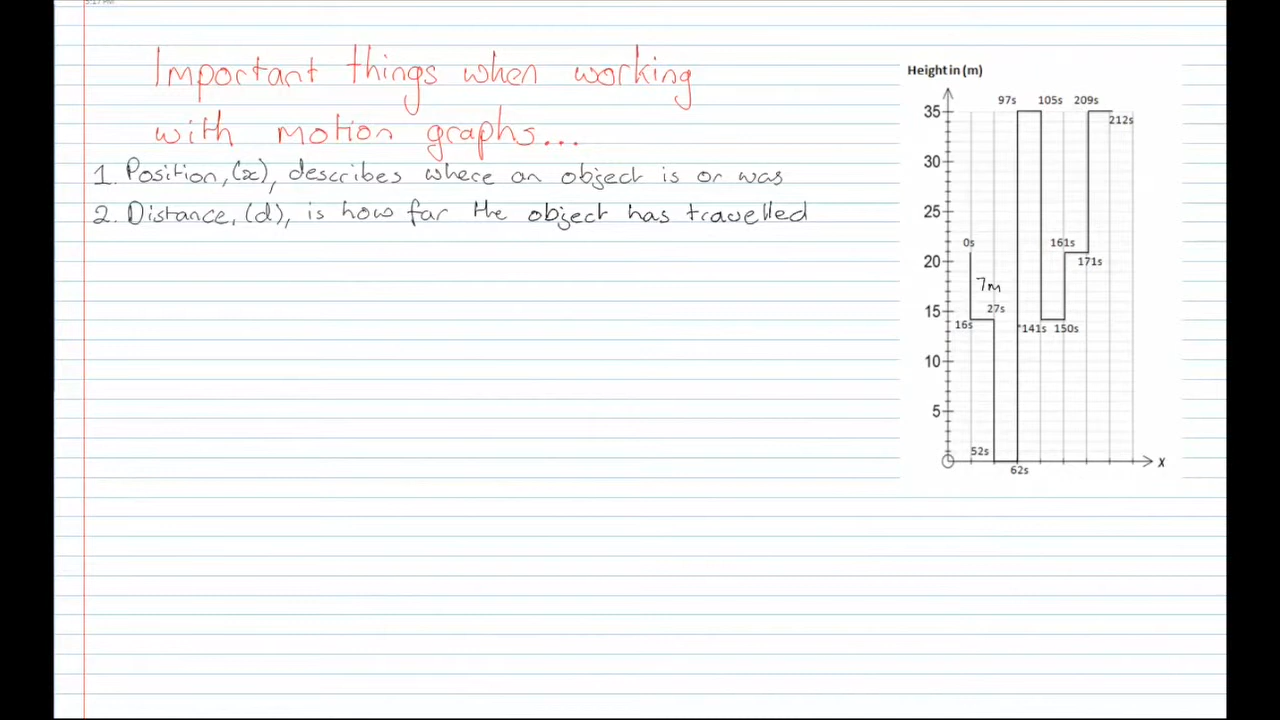 Important things when working
with motion graphs...
1. Position, (x), describes where an object is or was
2. Distance, (d), is how far the object has travelled
Height in (m)
97s 105s 209s
35
212s
30
25
0s 161s
20
171s
7m
27s
15
16s 141s 150s
10
5
52s
x
62s